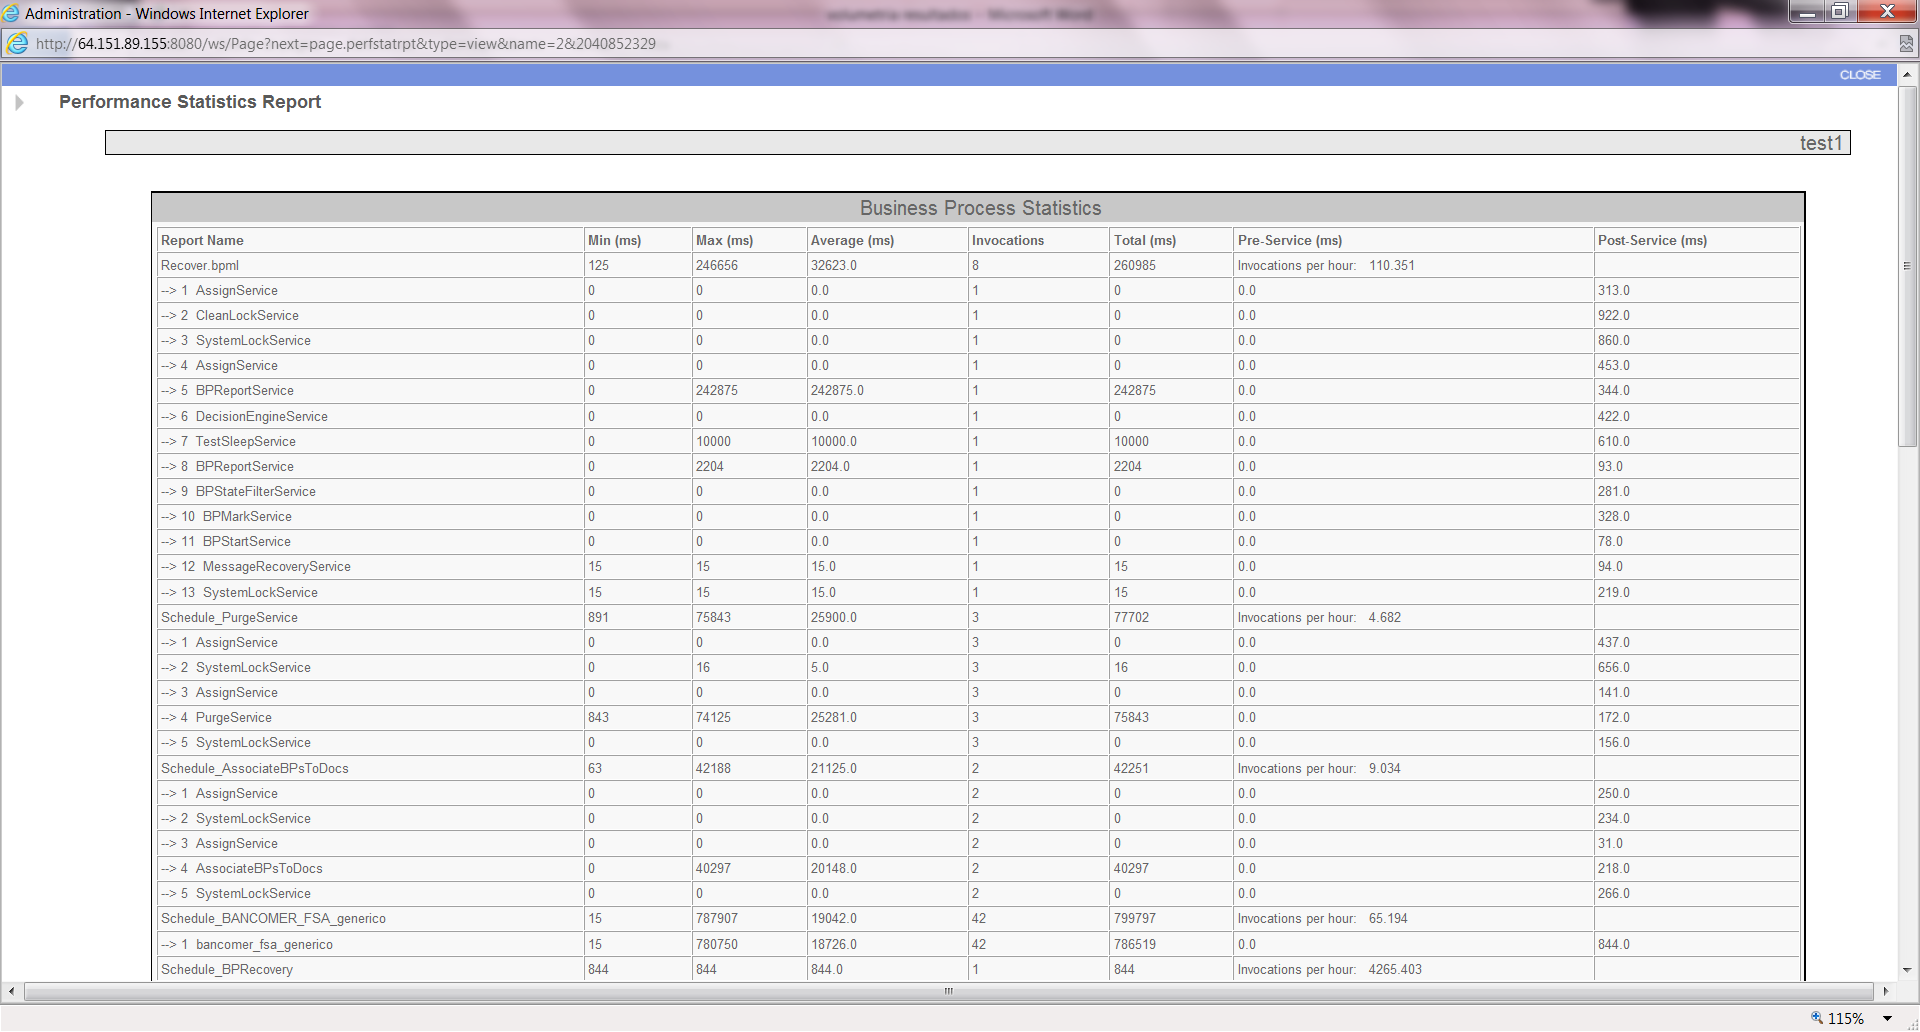 Administration - Windows Internet Explorer
http://64.151.89.155:8080/ws/Page?next=page.perfstatrpt&type=view&name=2&2040852329
CLOSE
Performance Statistics Report
test1
Business Process Statistics
Report Name Min (ms) Max (ms) Average (ms) Invocations Total (ms) Pre-Service (ms) Post-Service (ms)
Recover.bpml 125 246656 32623.0 8 260985 Invocations per hour: 110.351
--> 1 AssignService 0 0 0.0 1 0 0.0 313.0
--> 2 CleanLockService 0 0 0.0 1 0 0.0 922.0
--> 3 SystemLockService 0 0 0.0 1 0 0.0 860.0
--> 4 AssignService 0 0 0.0 1 0 0.0 453.0
--> 5 BPReportService 0 242875 242875.0 1 242875 0.0 344.0
--> 6 DecisionEngineService 0 0 0.0 1 0 0.0 422.0
--> 7 TestSleepService 0 10000 10000.0 1 10000 0.0 610.0
--> 8 BPReportService 0 2204 2204.0 1 2204 0.0 93.0
--> 9 BPStateFilterService 0 0 0.0 1 0 0.0 281.0
--> 10 BPMarkService 0 0 0.0 1 0 0.0 328.0
--> 11 BPStartService 0 0 0.0 1 0 0.0 78.0
--> 12 MessageRecoveryService 15 15 15.0 1 15 0.0 94.0
--> 13 SystemLockService 15 15 15.0 1 15 0.0 219.0
Schedule_PurgeService 891 75843 25900.0 3 77702 Invocations per hour: 4.682
--> 1 AssignService 0 0 0.0 3 0 0.0 437.0
--> 2 SystemLockService 0 16 5.0 3 16 0.0 656.0
--> 3 AssignService 0 0 0.0 3 0 0.0 141.0
--> 4 PurgeService 843 74125 25281.0 3 75843 0.0 172.0
--> 5 SystemLockService 0 0 0.0 3 0 0.0 156.0
Schedule_AssociateBPsToDocs 63 42188 21125.0 2 42251 Invocations per hour: 9.034
--> 1 AssignService 0 0 0.0 2 0 0.0 250.0
--> 2 SystemLockService 0 0 0.0 2 0 0.0 234.0
--> 3 AssignService 0 0 0.0 2 0 0.0 31.0
--> 4 AssociateBPsToDocs 0 40297 20148.0 2 40297 0.0 218.0
--> 5 SystemLockService 0 0 0.0 2 0 0.0 266.0
Schedule_BANCOMER_FSA_generico 15 787907 19042.0 42 799797 Invocations per hour: 65.194
--> 1 bancomer_fsa_generico 15 780750 18726.0 42 786519 0.0 844.0
Schedule_BPRecovery 844 844 844.0 1 844 Invocations per hour: 4265.403
115%